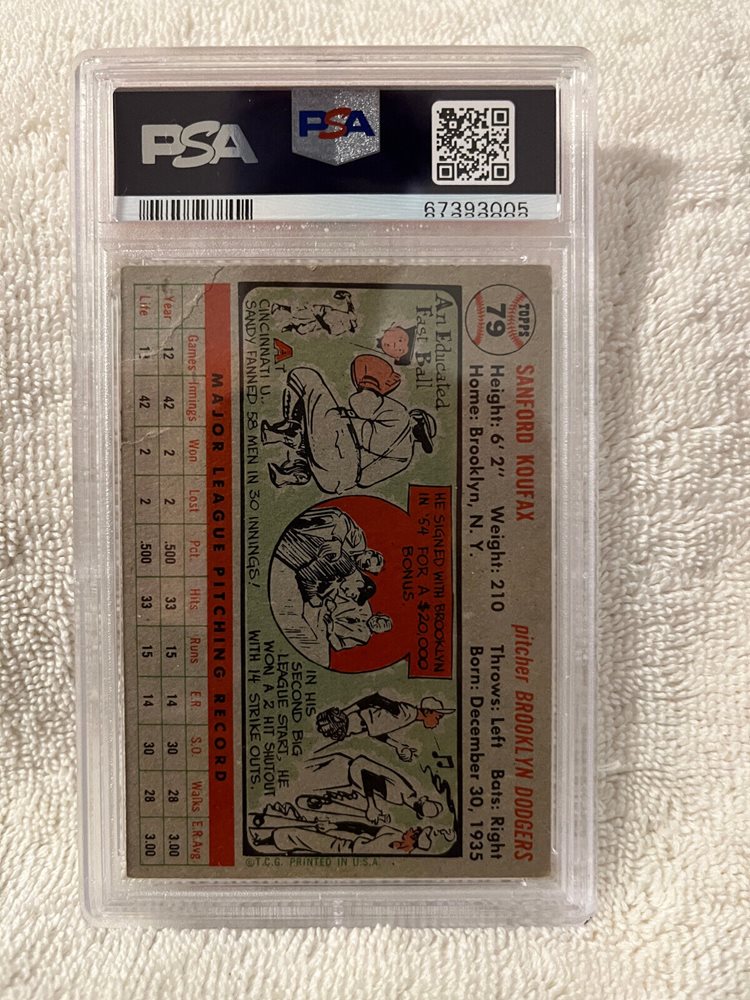 PSA
PSA
67393005
TOPPS
79
SANFORD KOUFAX
pitcher BROOKLYN DODGERS
Height: 6' 2" Weight: 210 Throws: Left Bats: Right
Home: Brooklyn, N. Y. Born: December 30, 1935
An Educated
Fast Ball
AT
CINCINNATI U.
SANDY FANNED 58 MEN IN 30 INNINGS!
HE SIGNED WITH BROOKLYN
IN '54 FOR A $20,000
BONUS.
IN HIS
SECOND BIG
LEAGUE START, HE
WON A 2 HIT SHUTOUT
WITH 14 STRIKE OUTS.
©T.C.G. PRINTED IN U.S.A.
MAJOR LEAGUE PITCHING RECORD
Games Innings Won Lost Pct. Hits Runs E.R. S.O. Walks E.R.Avg
Year 12 42 2 2 .500 33 15 14 30 28 3.00
Life 42 2 2 .500 33 15 14 30 28 3.00